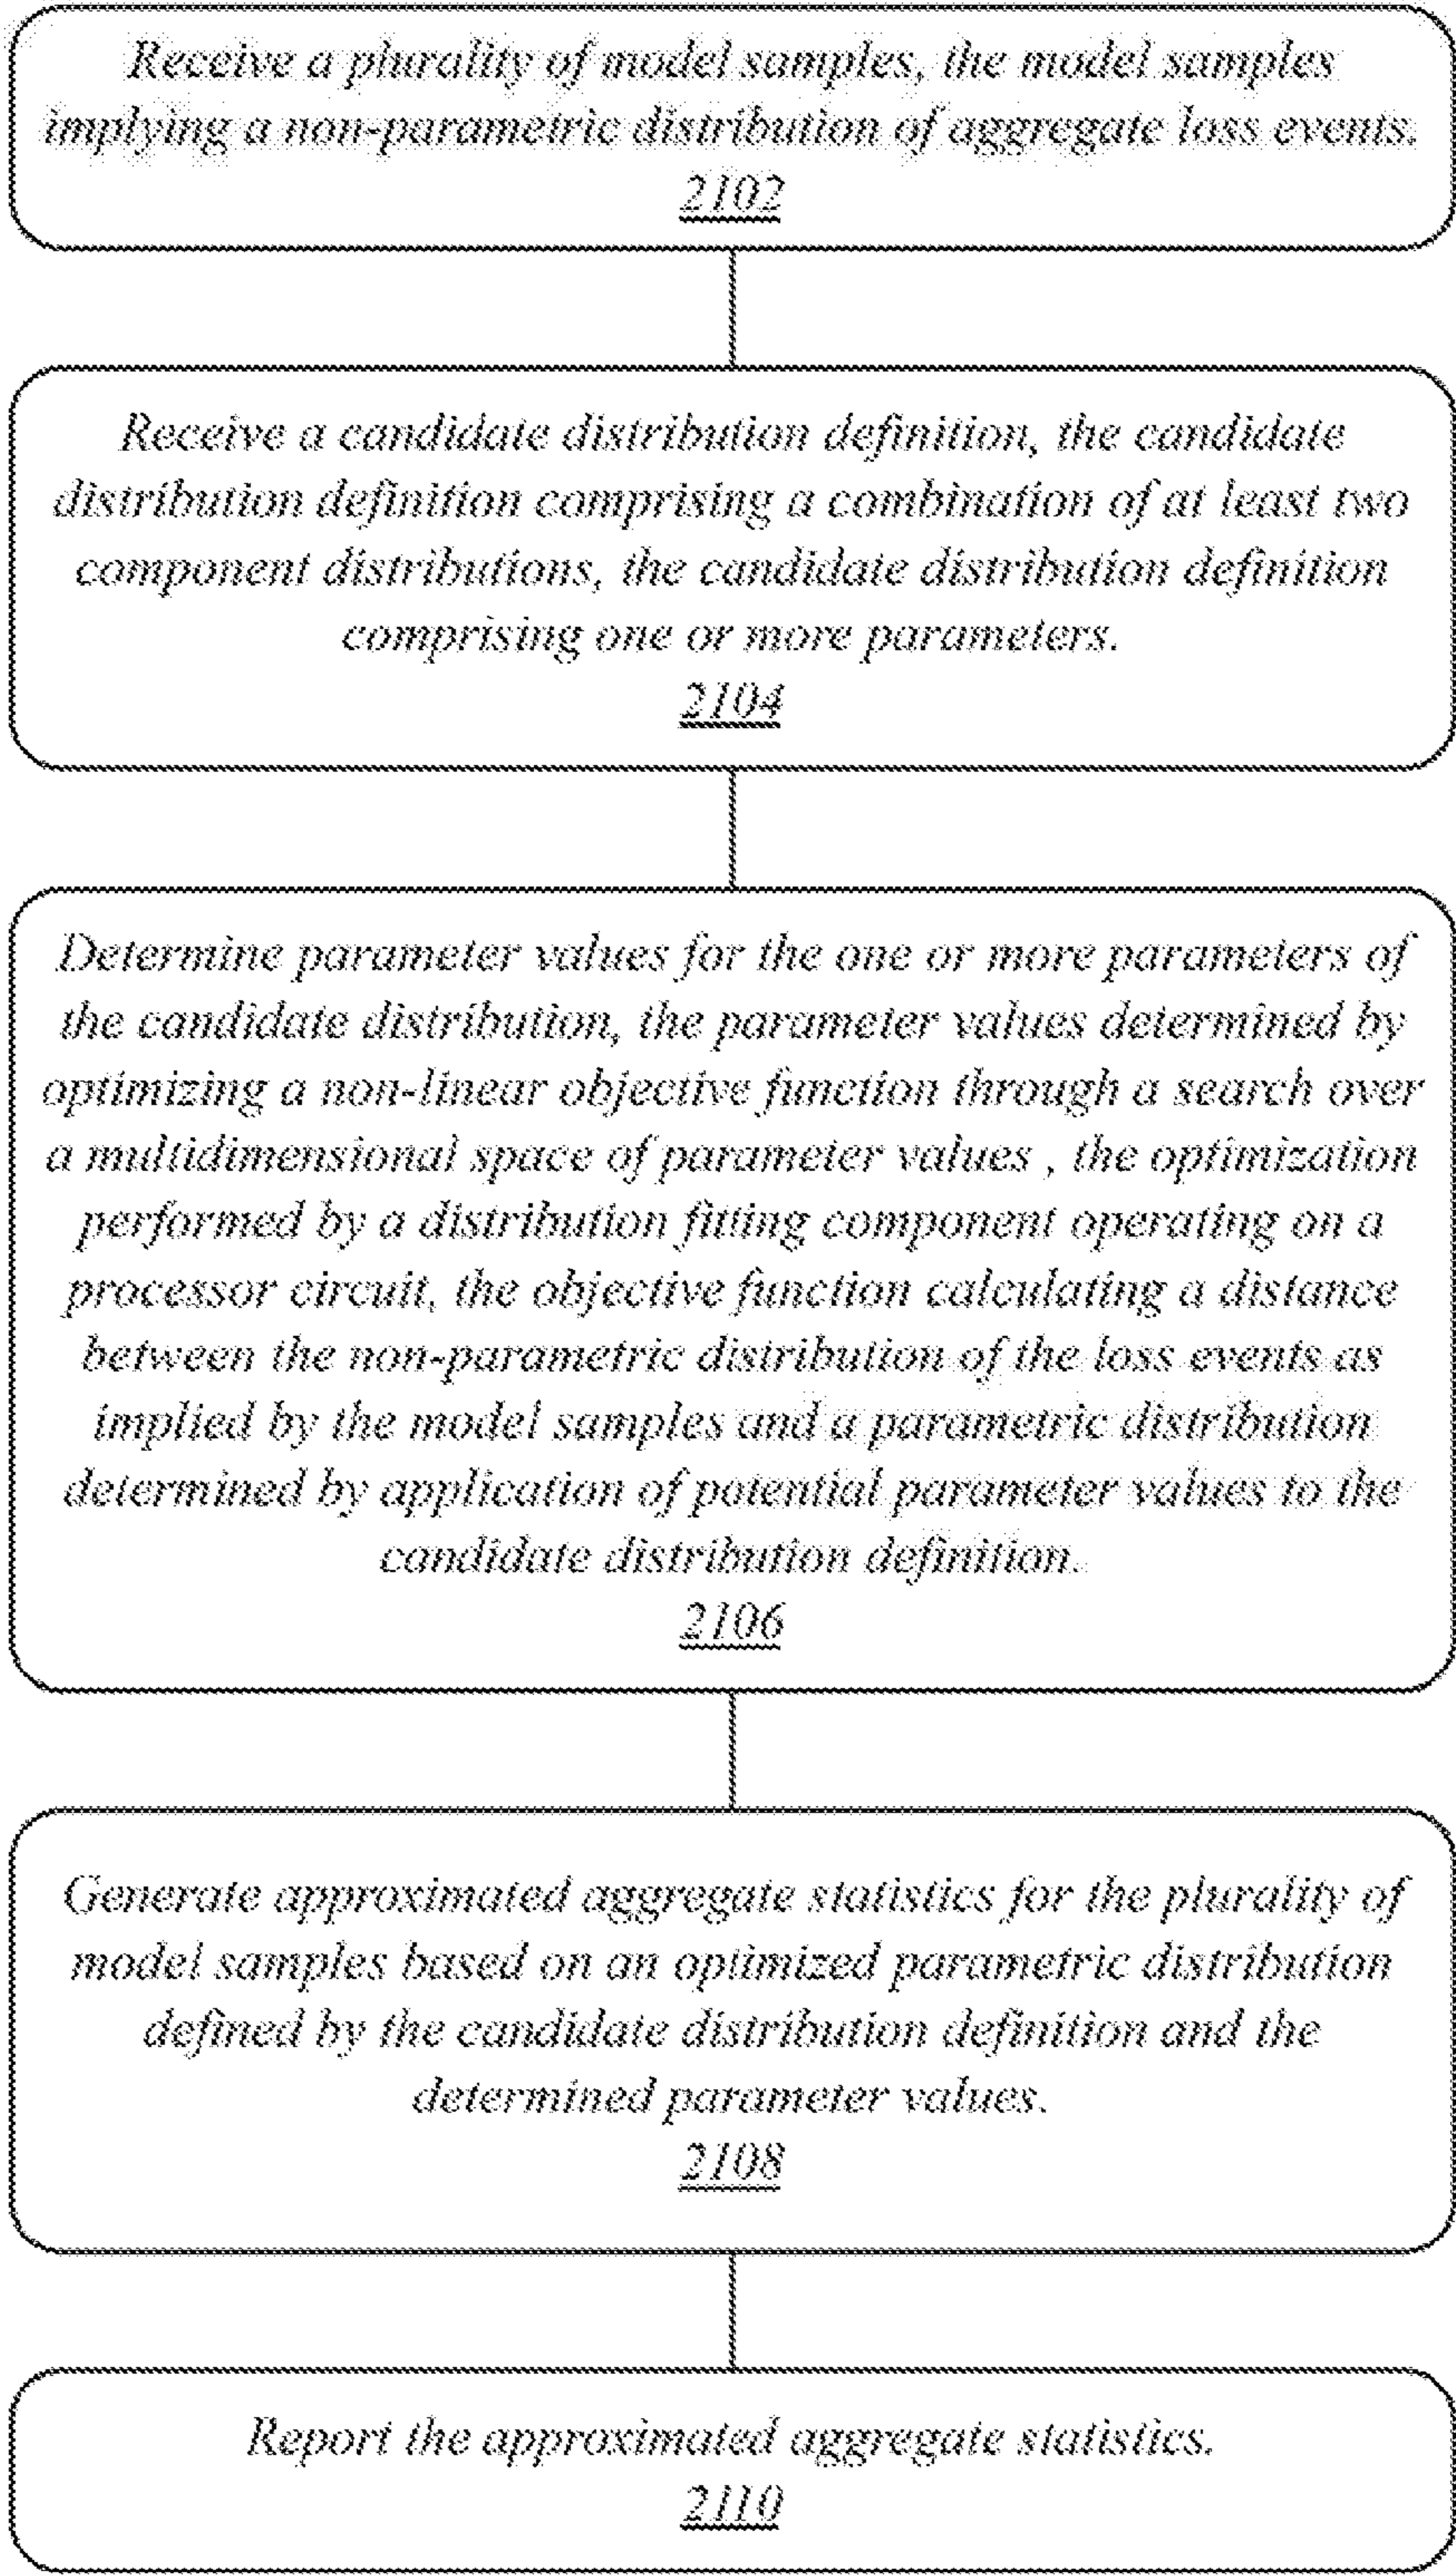 Receive a plurality of model samples, the model samples
implying a non-parametric distribution of aggregate loss events.
2102
Receive a candidate distribution definition, the candidate
distribution definition comprising a combination of at least two
component distributions, the candidate distribution definition
comprising one or more parameters.
2104
Determine parameter values for the one or more parameters of
the candidate distribution, the parameter values determined by
optimizing a non-linear objective function through a search over
a multidimensional space of parameter values , the optimization
performed by a distribution fitting component operating on a
processor circuit, the objective function calculating a distance
between the non-parametric distribution of the loss events as
implied by the model samples and a parametric distribution
determined by application of potential parameter values to the
candidate distribution definition.
2106
Generate approximated aggregate statistics for the plurality of
model samples based on an optimized parametric distribution
defined by the candidate distribution definition and the
determined parameter values.
2108
Report the approximated aggregate statistics.
2110